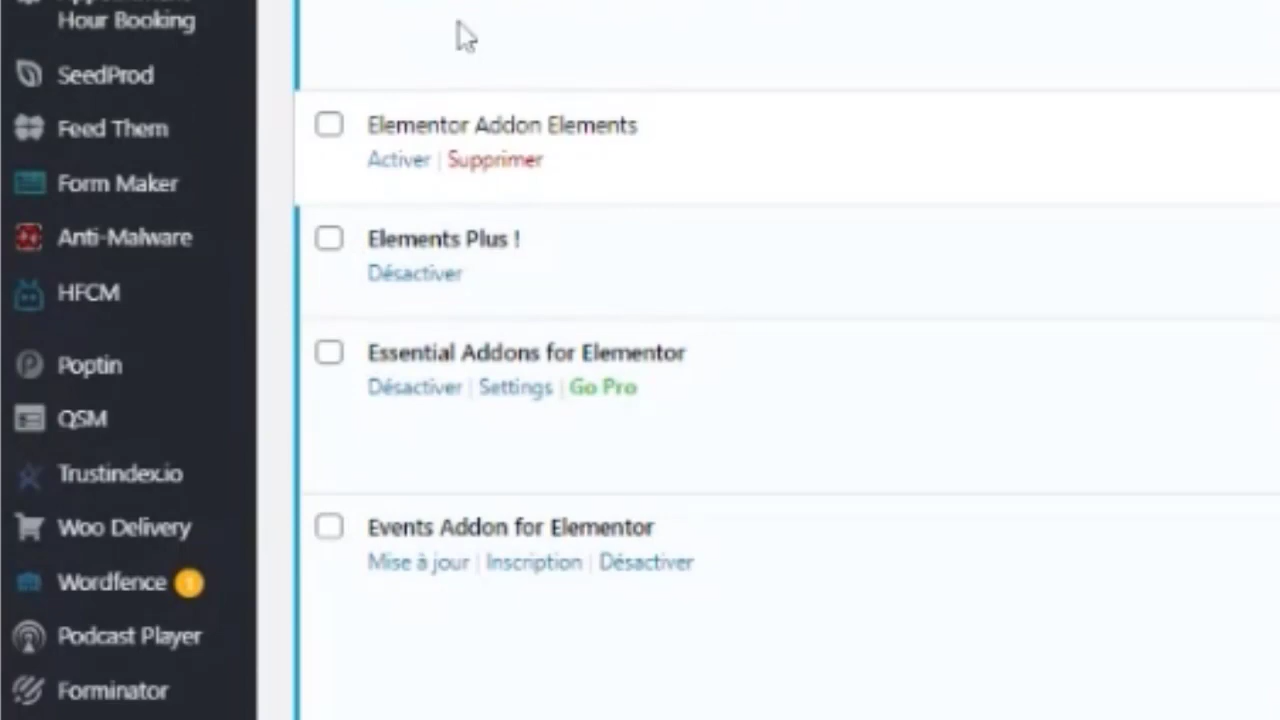 Hour Booking
SeedProd
Feed Them
Form Maker
Anti-Malware
HFCM
Poptin
QSM
Trustindex.io
Woo Delivery
Wordfence 1
Podcast Player
Forminator
Elementor Addon Elements
Activer | Supprimer
Elements Plus !
Désactiver
Essential Addons for Elementor
Désactiver | Settings | Go Pro
Events Addon for Elementor
Mise à jour | Inscription | Désactiver